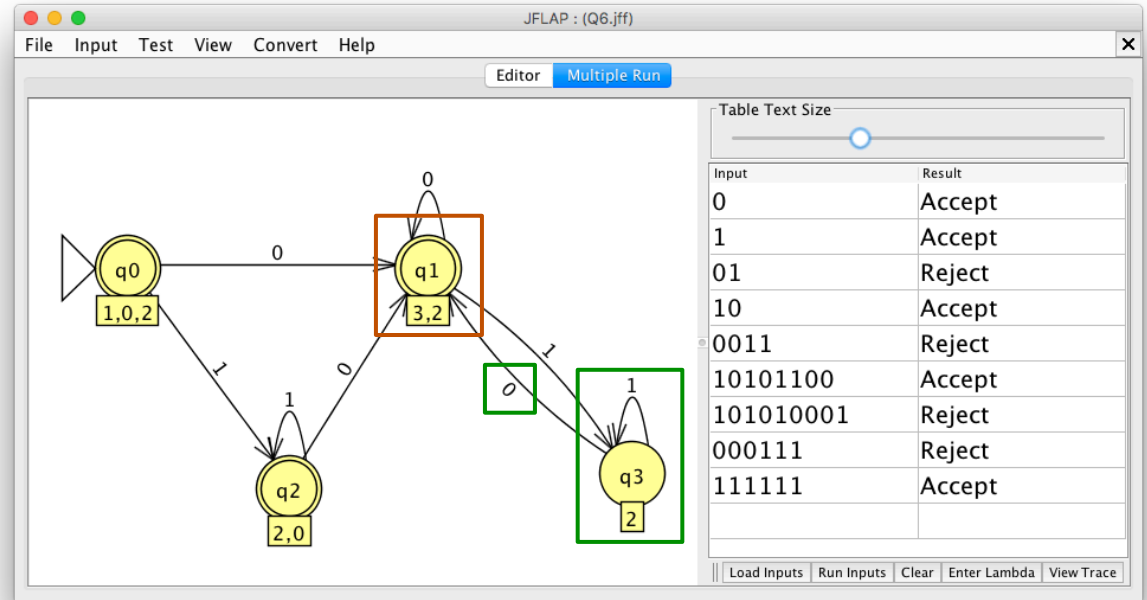 JFLAP : (Q6.jff)
File Input Test View Convert Help
Editor Multiple Run
0
0
q0
1,0,2
q1
3,2
1
0
1
0
1
q2
2,0
1
q3
2
Table Text Size
Input Result
0 Accept
1 Accept
01 Reject
10 Accept
0011 Reject
10101100 Accept
101010001 Reject
000111 Reject
111111 Accept
Load Inputs Run Inputs Clear Enter Lambda View Trace